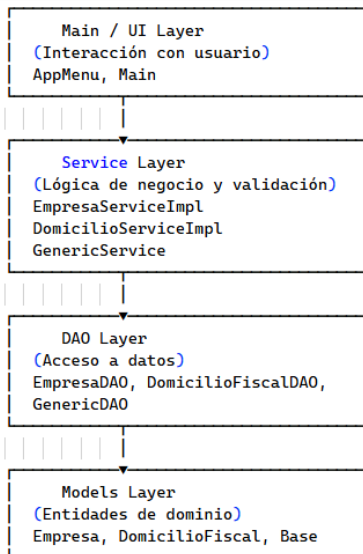 Main / UI Layer
(Interacción con usuario)
AppMenu, Main
Service Layer
(Lógica de negocio y validación)
EmpresaServiceImpl
DomicilioServiceImpl
GenericService
DAO Layer
(Acceso a datos)
EmpresaDAO, DomicilioFiscalDAO,
GenericDAO
Models Layer
(Entidades de dominio)
Empresa, DomicilioFiscal, Base